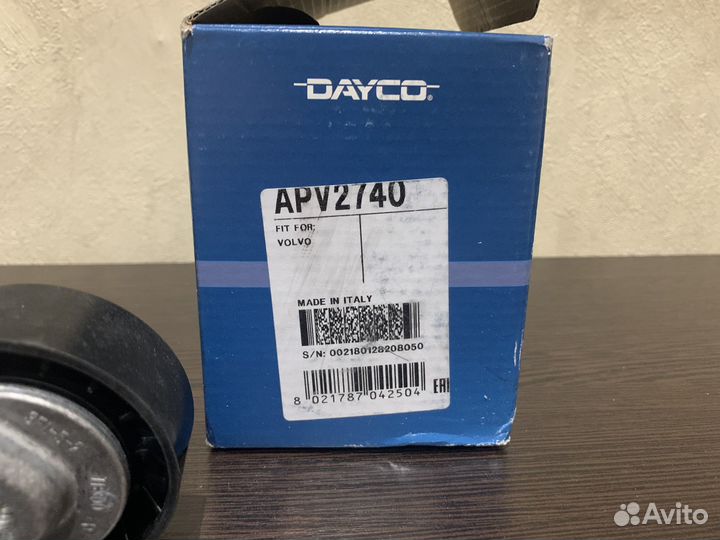 DAYCO®
APV2740
FIT FOR:
VOLVO
MADE IN ITALY
S/N: 002180128208050
8 021787 042504
EAC
Avito